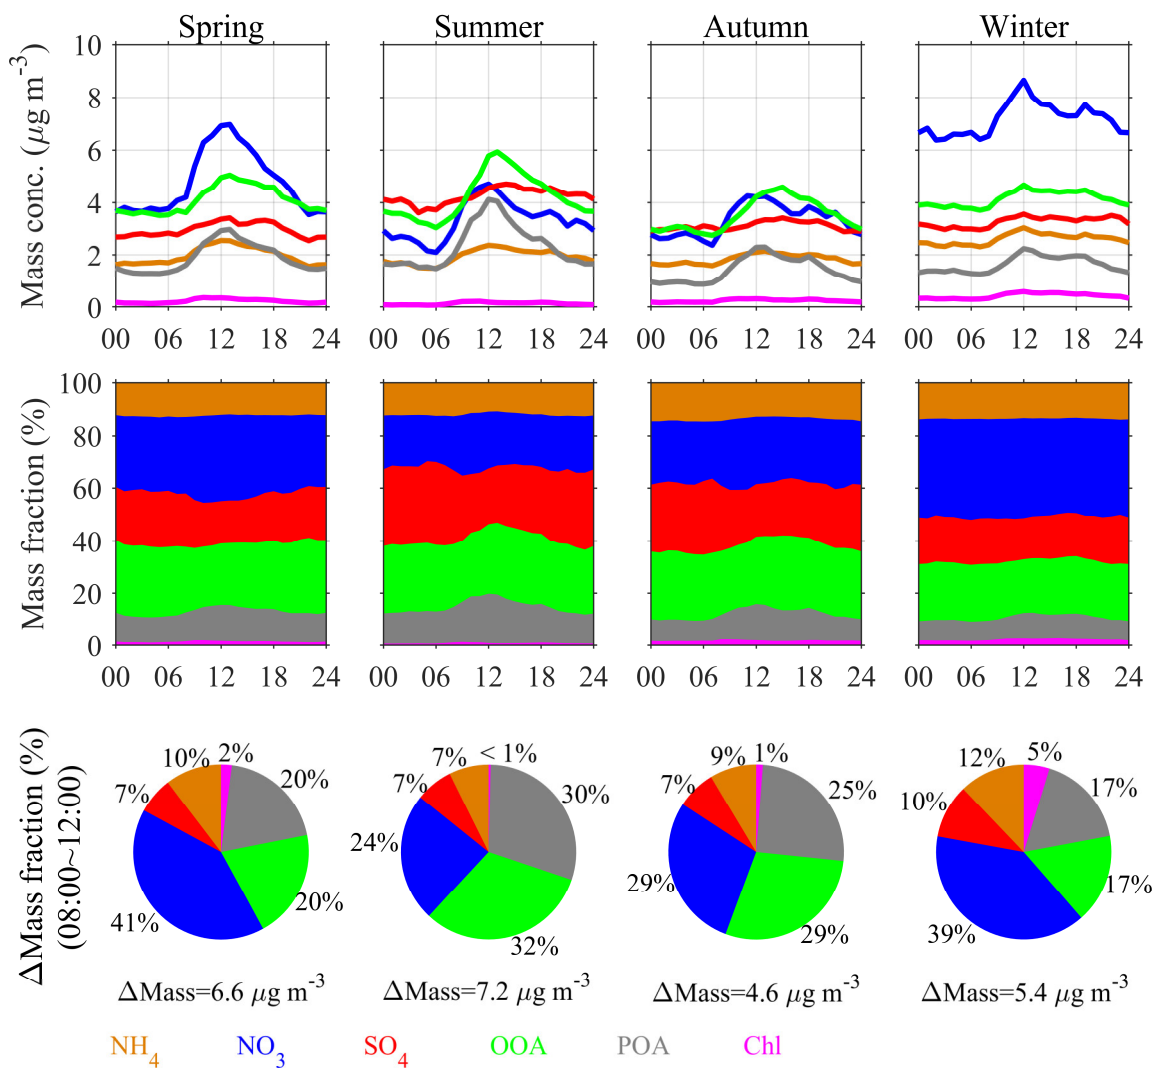 Spring Summer Autumn Winter
Mass conc. (μg m-3)
10
8
6
4
2
0
00 06 12 18 24 00 06 12 18 24 00 06 12 18 24 00 06 12 18 24
Mass fraction (%)
100
80
60
40
20
0
00 06 12 18 24 00 06 12 18 24 00 06 12 18 24 00 06 12 18 24
ΔMass fraction (%)
(08:00~12:00)
10% 2% 20% 7% 41% 20%
7% < 1% 7% 30% 24% 32%
9% 1% 7% 25% 29% 29%
12% 5% 10% 17% 39% 17%
ΔMass=6.6 μg m-3 ΔMass=7.2 μg m-3 ΔMass=4.6 μg m-3 ΔMass=5.4 μg m-3
NH4 NO3 SO4 OOA POA Chl